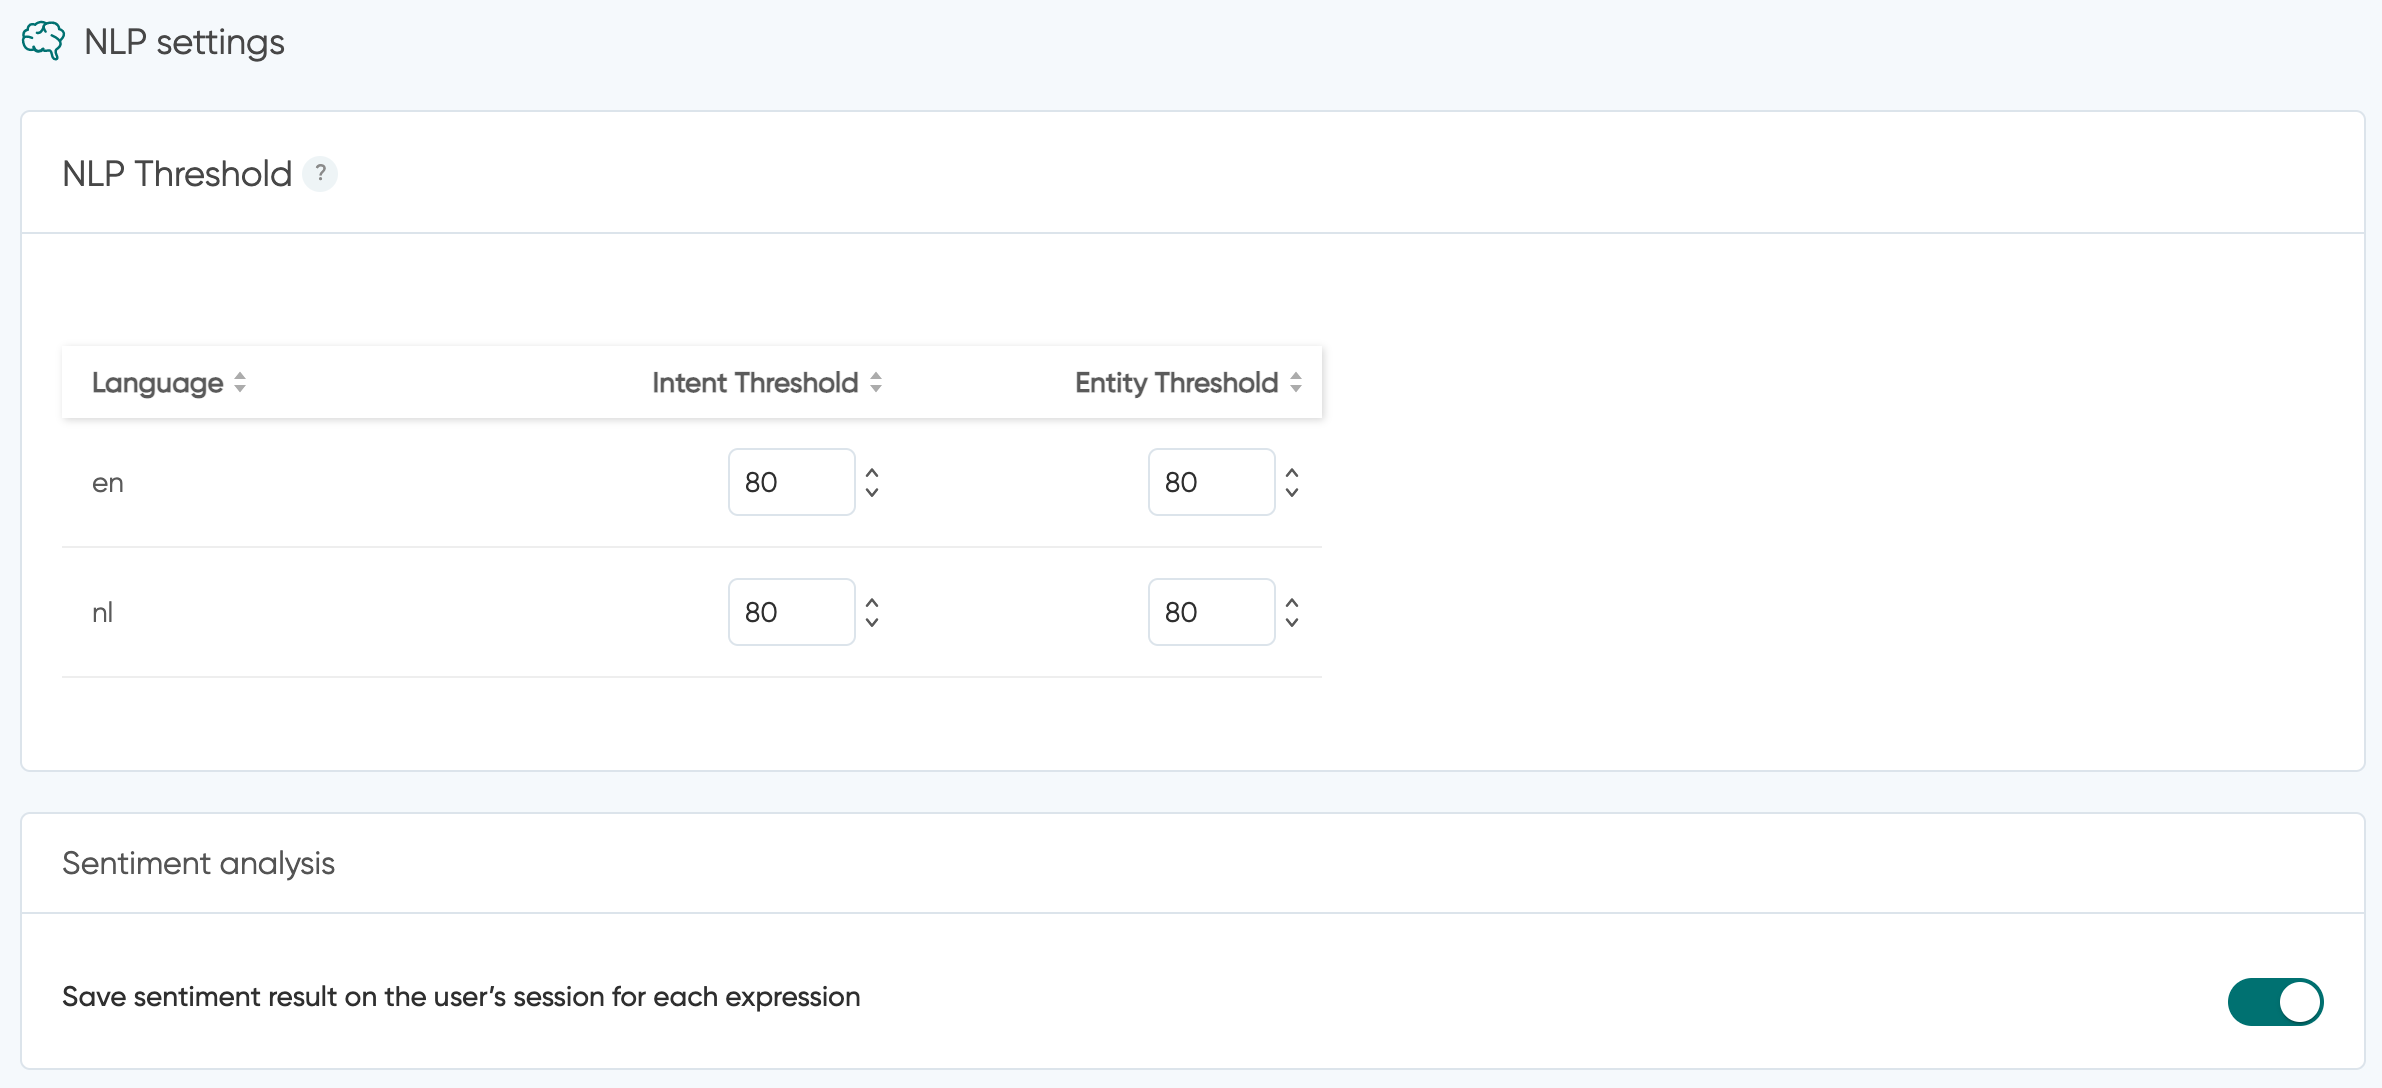 NLP settings
NLP Threshold ?
Language Intent Threshold Entity Threshold
en 80 80
nl 80 80
Sentiment analysis
Save sentiment result on the user’s session for each expression